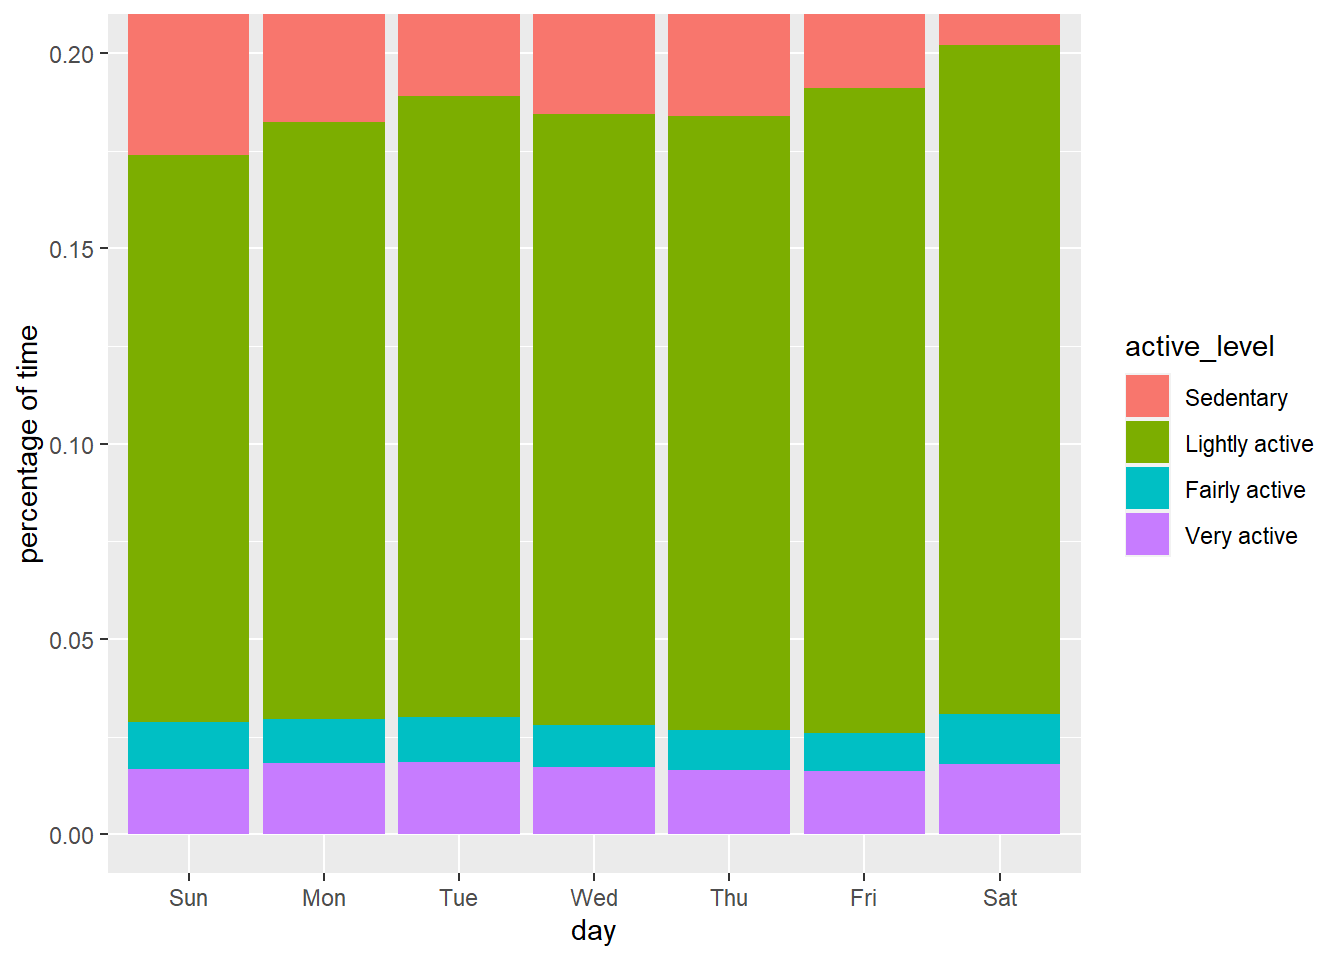 0.20
0.15
0.10
0.05
0.00
percentage of time
Sun Mon Tue Wed Thu Fri Sat
day
active_level
Sedentary
Lightly active
Fairly active
Very active